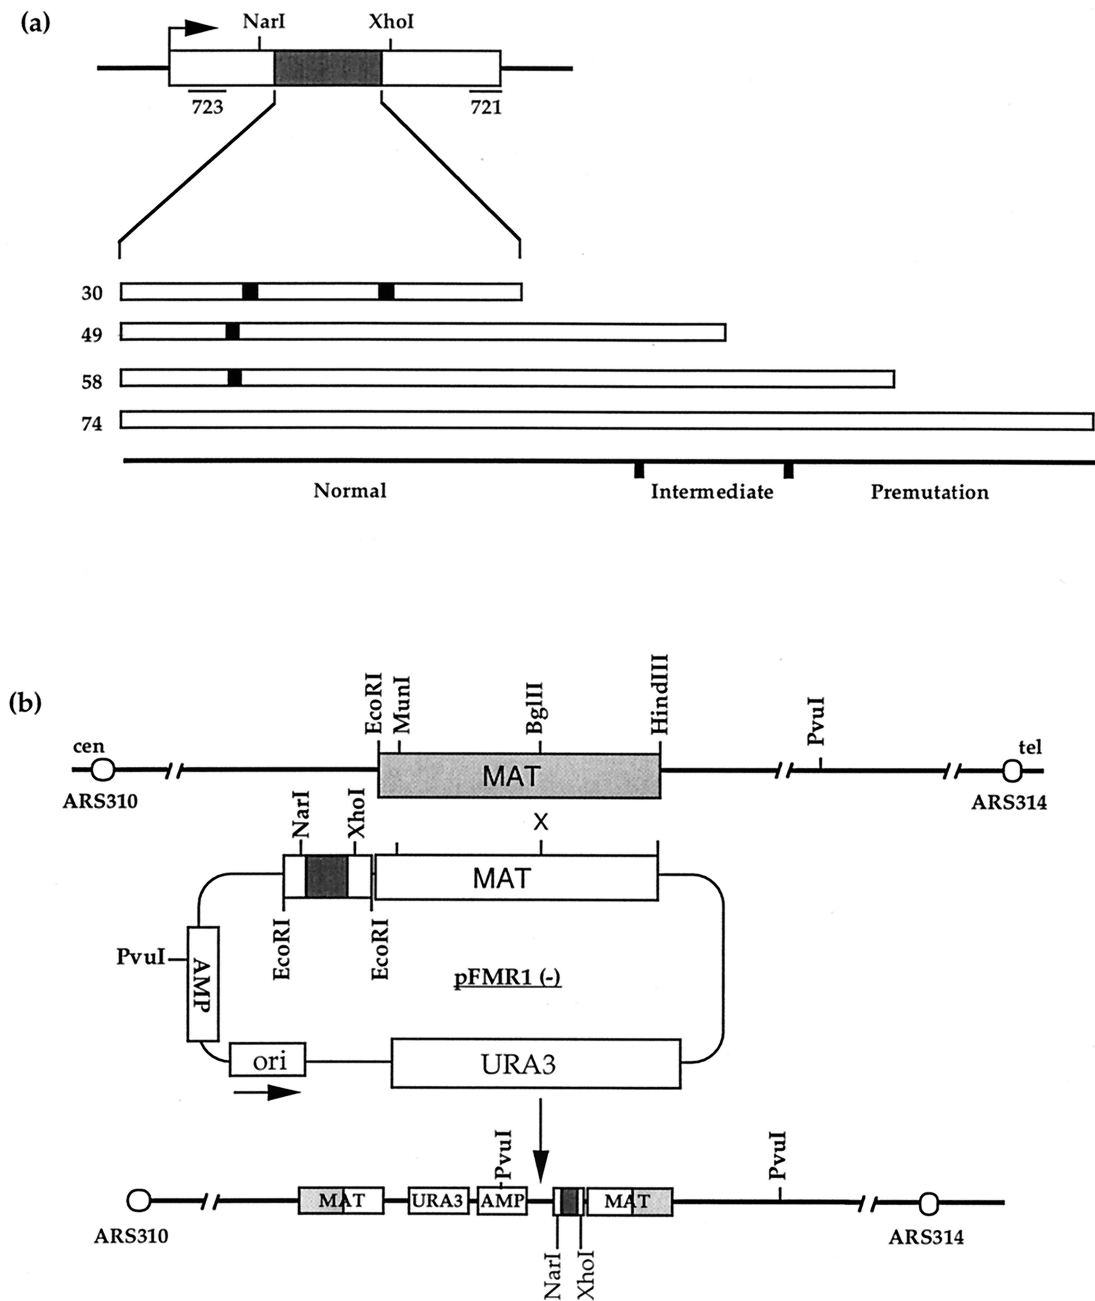 (a)
NarI
XhoI
723
721
30
49
58
74
Normal
Intermediate
Premutation
(b)
EcoRI
MunI
BglII
HindIII
PvuI
cen
tel
MAT
ARS310
ARS314
NarI
XhoI
X
MAT
EcoRI
EcoRI
PvuI
AMP
pFMR1 (-)
ori
URA3
PvuI
PvuI
MAT
URA3
AMP
MAT
ARS310
ARS314
NarI
XhoI